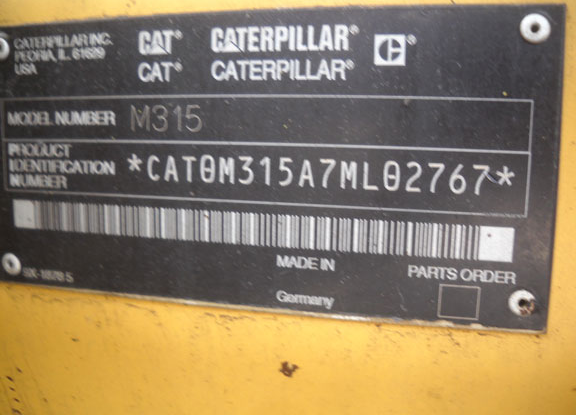 CATERPILLAR INC.
PEORIA, IL. 61629
USA
CAT® CATERPILLAR®
CAT® CATERPILLAR®
MODEL NUMBER M315
PRODUCT
IDENTIFICATION
NUMBER
*CAT0M315A7ML02767*
MADE IN
PARTS ORDER
Germany